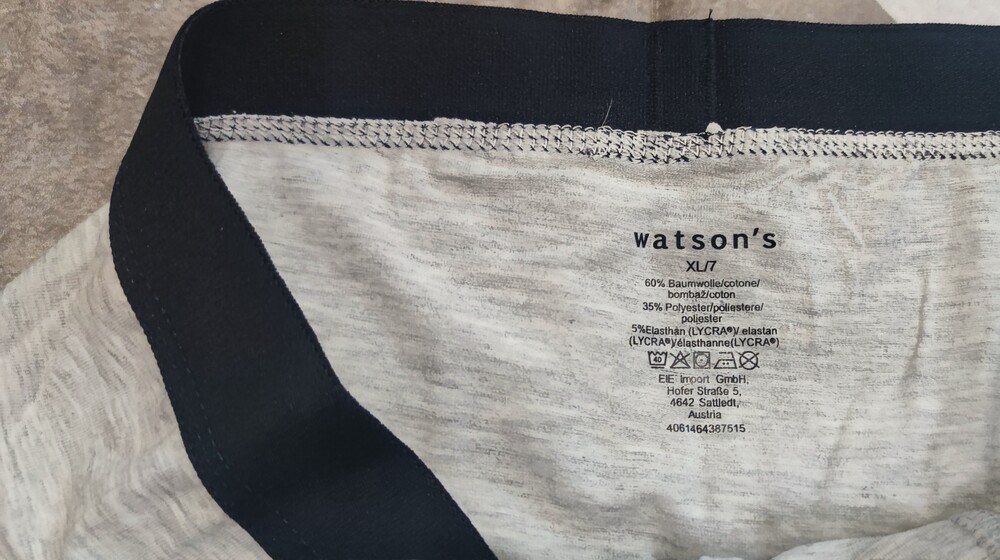 watson's
XL/7
60% Baumwolle/cotone/
bombaž/coton
35% Polyester/poliestere/
poliester
5%Elasthan (LYCRA®)/ elastan
(LYCRA®)/élasthanne(LYCRA®)
40
EIE Import GmbH,
Hofer Straße 5,
4642 Sattledt,
Austria
4061464387515